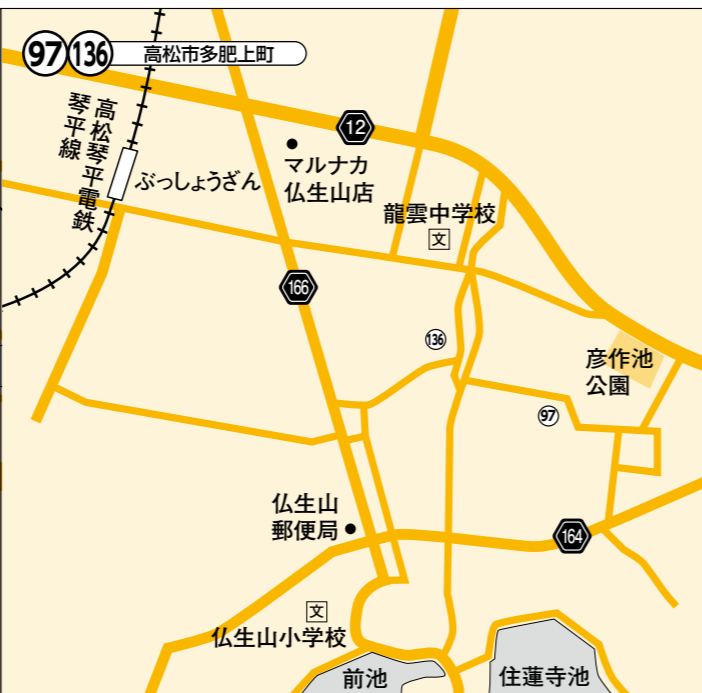 97 136 高松市多肥上町
高松琴平電鉄
琴平線
ぶっしょうざん
12
マルナカ
仏生山店
龍雲中学校
文
166
136
彦作池
公園
97
仏生山
郵便局
164
文
仏生山小学校
前池
住蓮寺池